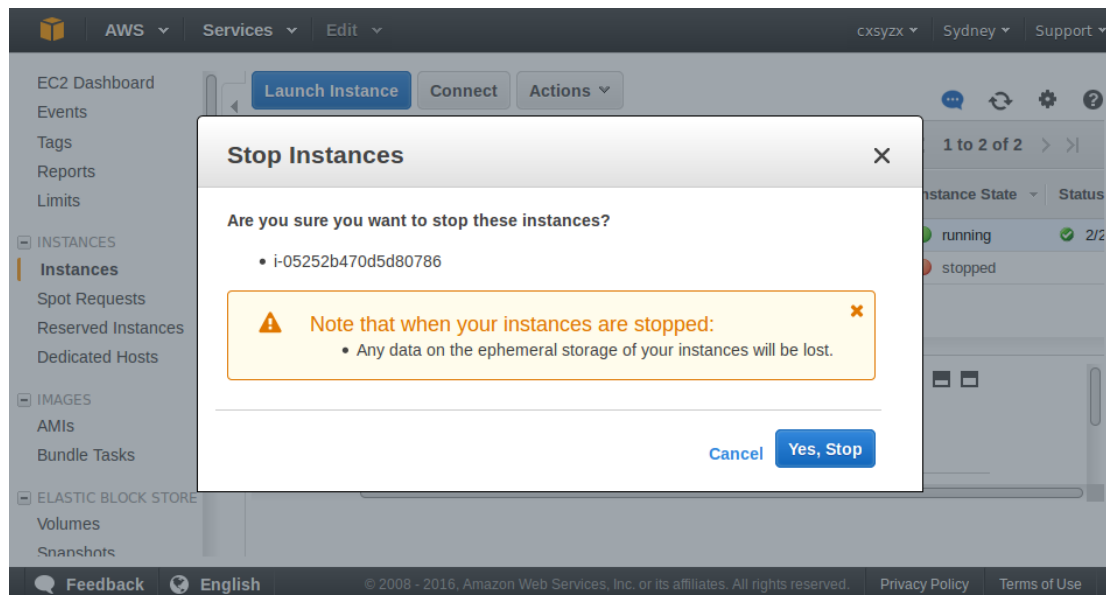 AWS Services Edit cxsyzx Sydney Support
EC2 Dashboard
Events
Tags
Reports
Limits
INSTANCES
Instances
Spot Requests
Reserved Instances
Dedicated Hosts
IMAGES
AMIs
Bundle Tasks
ELASTIC BLOCK STORE
Volumes
Snapshots
Launch Instance Connect Actions
1 to 2 of 2
nstance State Status
running 2/2
stopped
Stop Instances
Are you sure you want to stop these instances?
• i-05252b470d5d80786
Note that when your instances are stopped:
• Any data on the ephemeral storage of your instances will be lost.
Cancel Yes, Stop
Feedback English © 2008 - 2016, Amazon Web Services, Inc. or its affiliates. All rights reserved. Privacy Policy Terms of Use